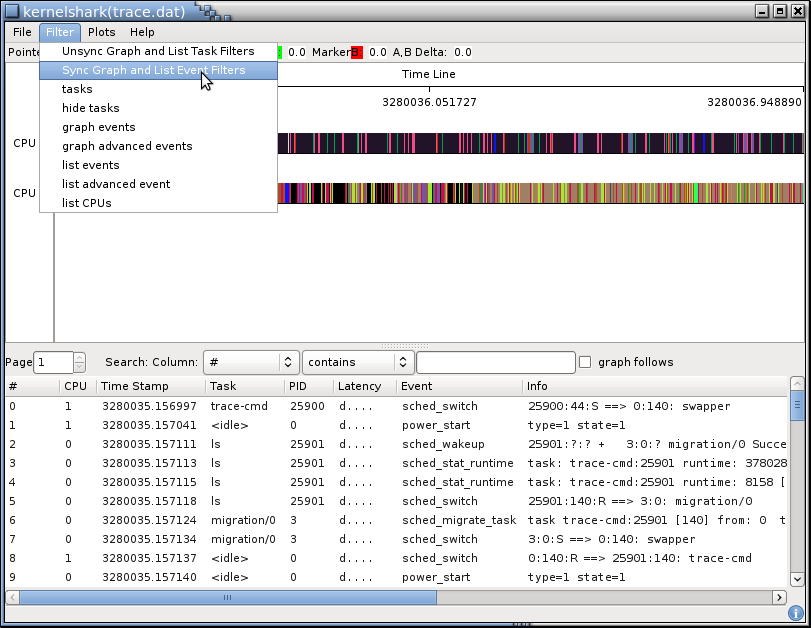 kernelshark(trace.dat)
File Filter Plots Help
Pointe 0.0 Marker B: 0.0 A,B Delta: 0.0
Unsync Graph and List Task Filters
Sync Graph and List Event Filters
tasks
hide tasks
graph events
graph advanced events
list events
list advanced event
list CPUs
Time Line
3280036.051727 3280036.948890
CPU
CPU
Page 1 Search: Column: # contains graph follows
# CPU Time Stamp Task PID Latency Event Info
0 1 3280035.156997 trace-cmd 25900 d.... sched_switch 25900:44:S ==> 0:140: swapper
1 1 3280035.157041 <idle> 0 d.... power_start type=1 state=1
2 0 3280035.157111 ls 25901 d.... sched_wakeup 25901:?:? + 3:0:? migration/0 Succe
3 0 3280035.157113 ls 25901 d.... sched_stat_runtime task: trace-cmd:25901 runtime: 378028
4 0 3280035.157115 ls 25901 d.... sched_stat_runtime task: trace-cmd:25901 runtime: 8158 [
5 0 3280035.157118 ls 25901 d.... sched_switch 25901:140:R ==> 3:0: migration/0
6 0 3280035.157124 migration/0 3 d.... sched_migrate_task task trace-cmd:25901 [140] from: 0 t
7 0 3280035.157134 migration/0 3 d.... sched_switch 3:0:S ==> 0:140: swapper
8 1 3280035.157137 <idle> 0 d.... sched_switch 0:140:R ==> 25901:140: trace-cmd
9 0 3280035.157140 <idle> 0 d.... power_start type=1 state=1